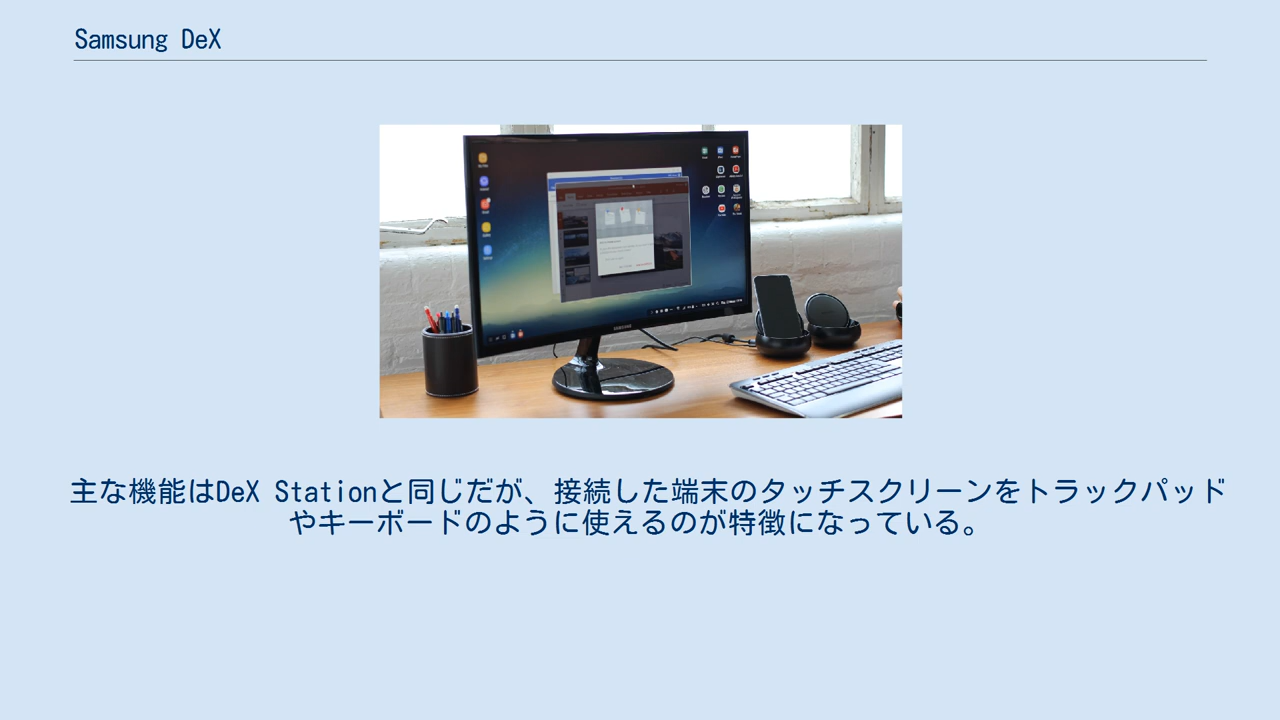 Samsung DeX
SAMSUNG
主な機能はDeX Stationと同じだが、接続した端末のタッチスクリーンをトラックパッド
やキーボードのように使えるのが特徴になっている。